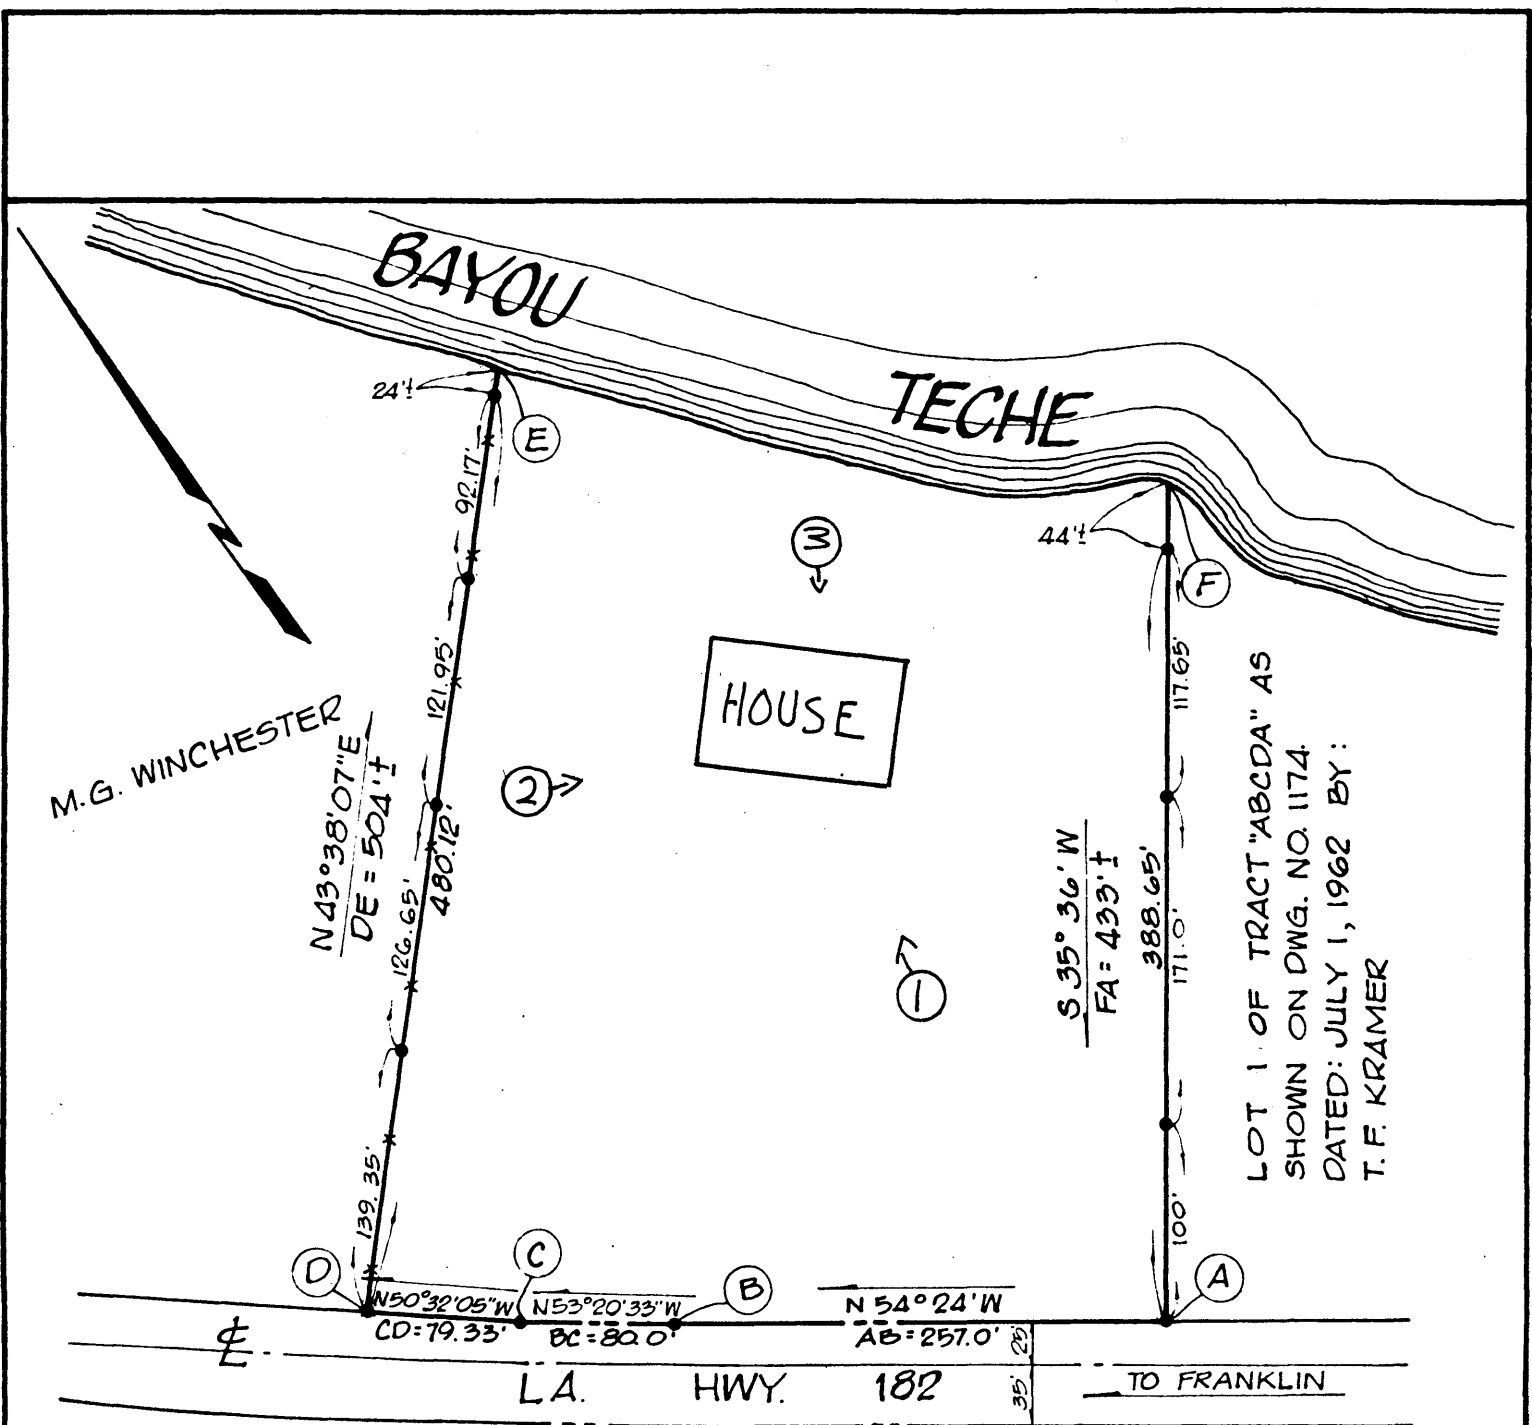 BAYOU
TECHE
24'±
E
92.17'
3
44'±
F
121.95'
HOUSE
117.65'
M.G. WINCHESTER
N 43°38'07"E
DE = 504'±
2
480.12'
126.65'
1
S 35° 36' W
FA = 433'±
388.65'
171.0'
LOT 1 OF TRACT "ABCDA" AS
SHOWN ON DWG. NO. 1174
DATED: JULY 1, 1962 BY:
T. F. KRAMER
139.35'
100'
D
C
B
A
N50°32'05"W
N53°20'33"W
N 54°24'W
CD=79.33'
BC=80.0'
AB=257.0'
25'
35'
℄
LA. HWY. 182
TO FRANKLIN